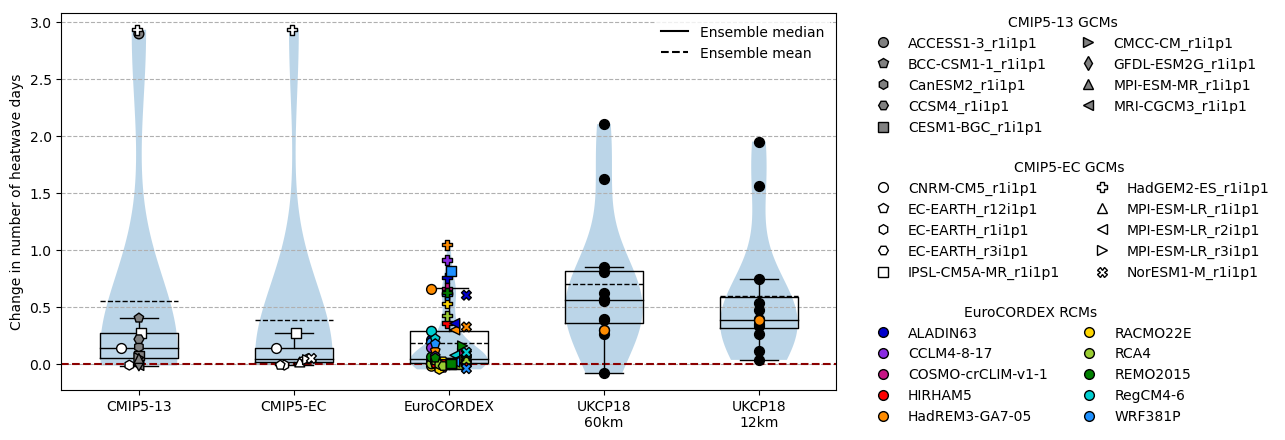 Change in number of heatwave days
3.0
2.5
2.0
1.5
1.0
0.5
0.0
Ensemble median
Ensemble mean
CMIP5-13
CMIP5-EC
EuroCORDEX
UKCP18
60km
UKCP18
12km
CMIP5-13 GCMs
ACCESS1-3_r1i1p1
BCC-CSM1-1_r1i1p1
CanESM2_r1i1p1
CCSM4_r1i1p1
CESM1-BGC_r1i1p1
CMCC-CM_r1i1p1
GFDL-ESM2G_r1i1p1
MPI-ESM-MR_r1i1p1
MRI-CGCM3_r1i1p1
CMIP5-EC GCMs
CNRM-CM5_r1i1p1
EC-EARTH_r12i1p1
EC-EARTH_r1i1p1
EC-EARTH_r3i1p1
IPSL-CM5A-MR_r1i1p1
HadGEM2-ES_r1i1p1
MPI-ESM-LR_r1i1p1
MPI-ESM-LR_r2i1p1
MPI-ESM-LR_r3i1p1
NorESM1-M_r1i1p1
EuroCORDEX RCMs
ALADIN63
CCLM4-8-17
COSMO-crCLIM-v1-1
HIRHAM5
HadREM3-GA7-05
RACMO22E
RCA4
REMO2015
RegCM4-6
WRF381P